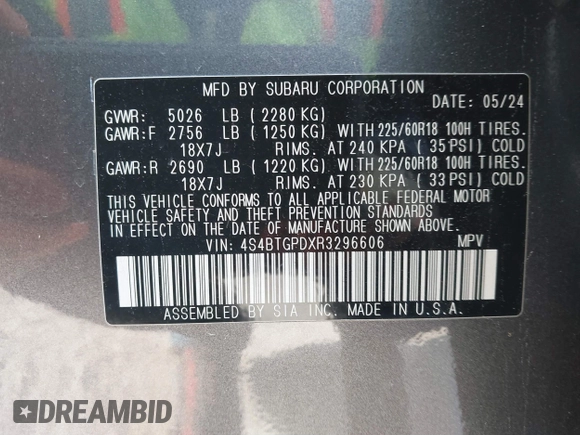 MFD BY SUBARU CORPORATION
DATE: 05/24
GVWR: 5026 LB (2280 KG)
GAWR:F 2756 LB (1250 KG) WITH 225/60R18 100H TIRES.
18X7J RIMS. AT 240 KPA (35 PSI) COLD
GAWR:R 2690 LB (1220 KG) WITH 225/60R18 100H TIRES.
18X7J RIMS. AT 230 KPA (33 PSI) COLD
THIS VEHICLE CONFORMS TO ALL APPLICABLE FEDERAL MOTOR
VEHICLE SAFETY AND THEFT PREVENTION STANDARDS
IN EFFECT ON THE DATE OF MANUFACTURE SHOWN ABOVE.
VIN: 4S4BTGPDXR3296606 MPV
ASSEMBLED BY SIA INC. MADE IN U.S.A.
DREAMBID